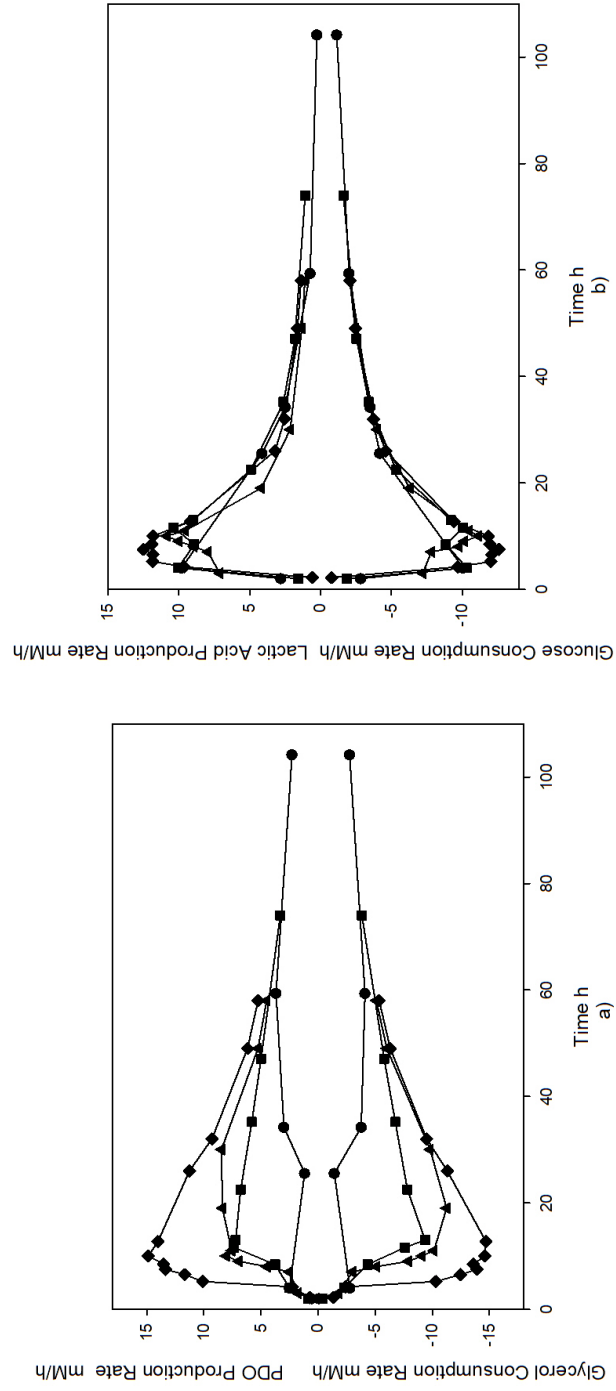 Glycerol Consumption Rate mM/h PDO Production Rate mM/h
15
10
5
0
-5
-10
-15
0 20 40 60 80 100
Time h
a)
Glucose Consumption Rate mM/h Lactic Acid Production Rate mM/h
15
10
5
0
-5
-10
0 20 40 60 80 100
Time h
b)